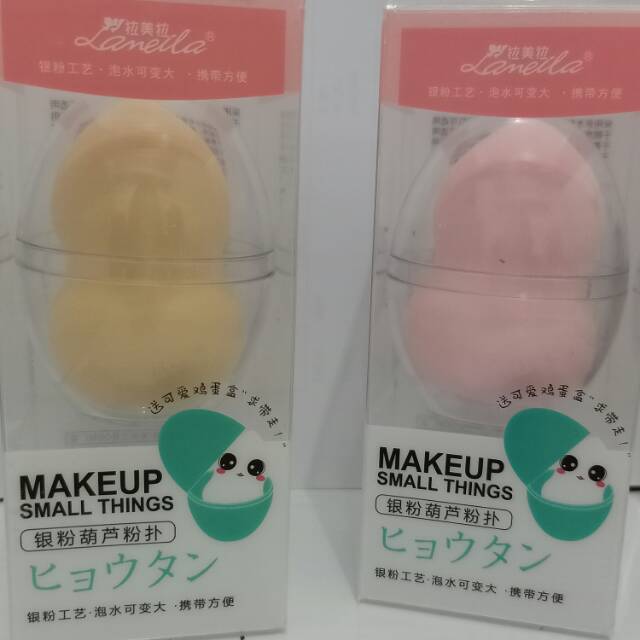 拉美拉
Laneila®
银粉工艺·泡水可变大·携带方便
送可爱鸡蛋盒"求带走!"
MAKEUP
SMALL THINGS
银粉葫芦粉扑
ヒョウタン
银粉工艺·泡水可变大·携带方便
拉美拉
Laneila®
银粉工艺·泡水可变大·携带方便
送可爱鸡蛋盒"求带走!"
MAKEUP
SMALL THINGS
银粉葫芦粉扑
ヒョウタン
银粉工艺·泡水可变大·携带方便